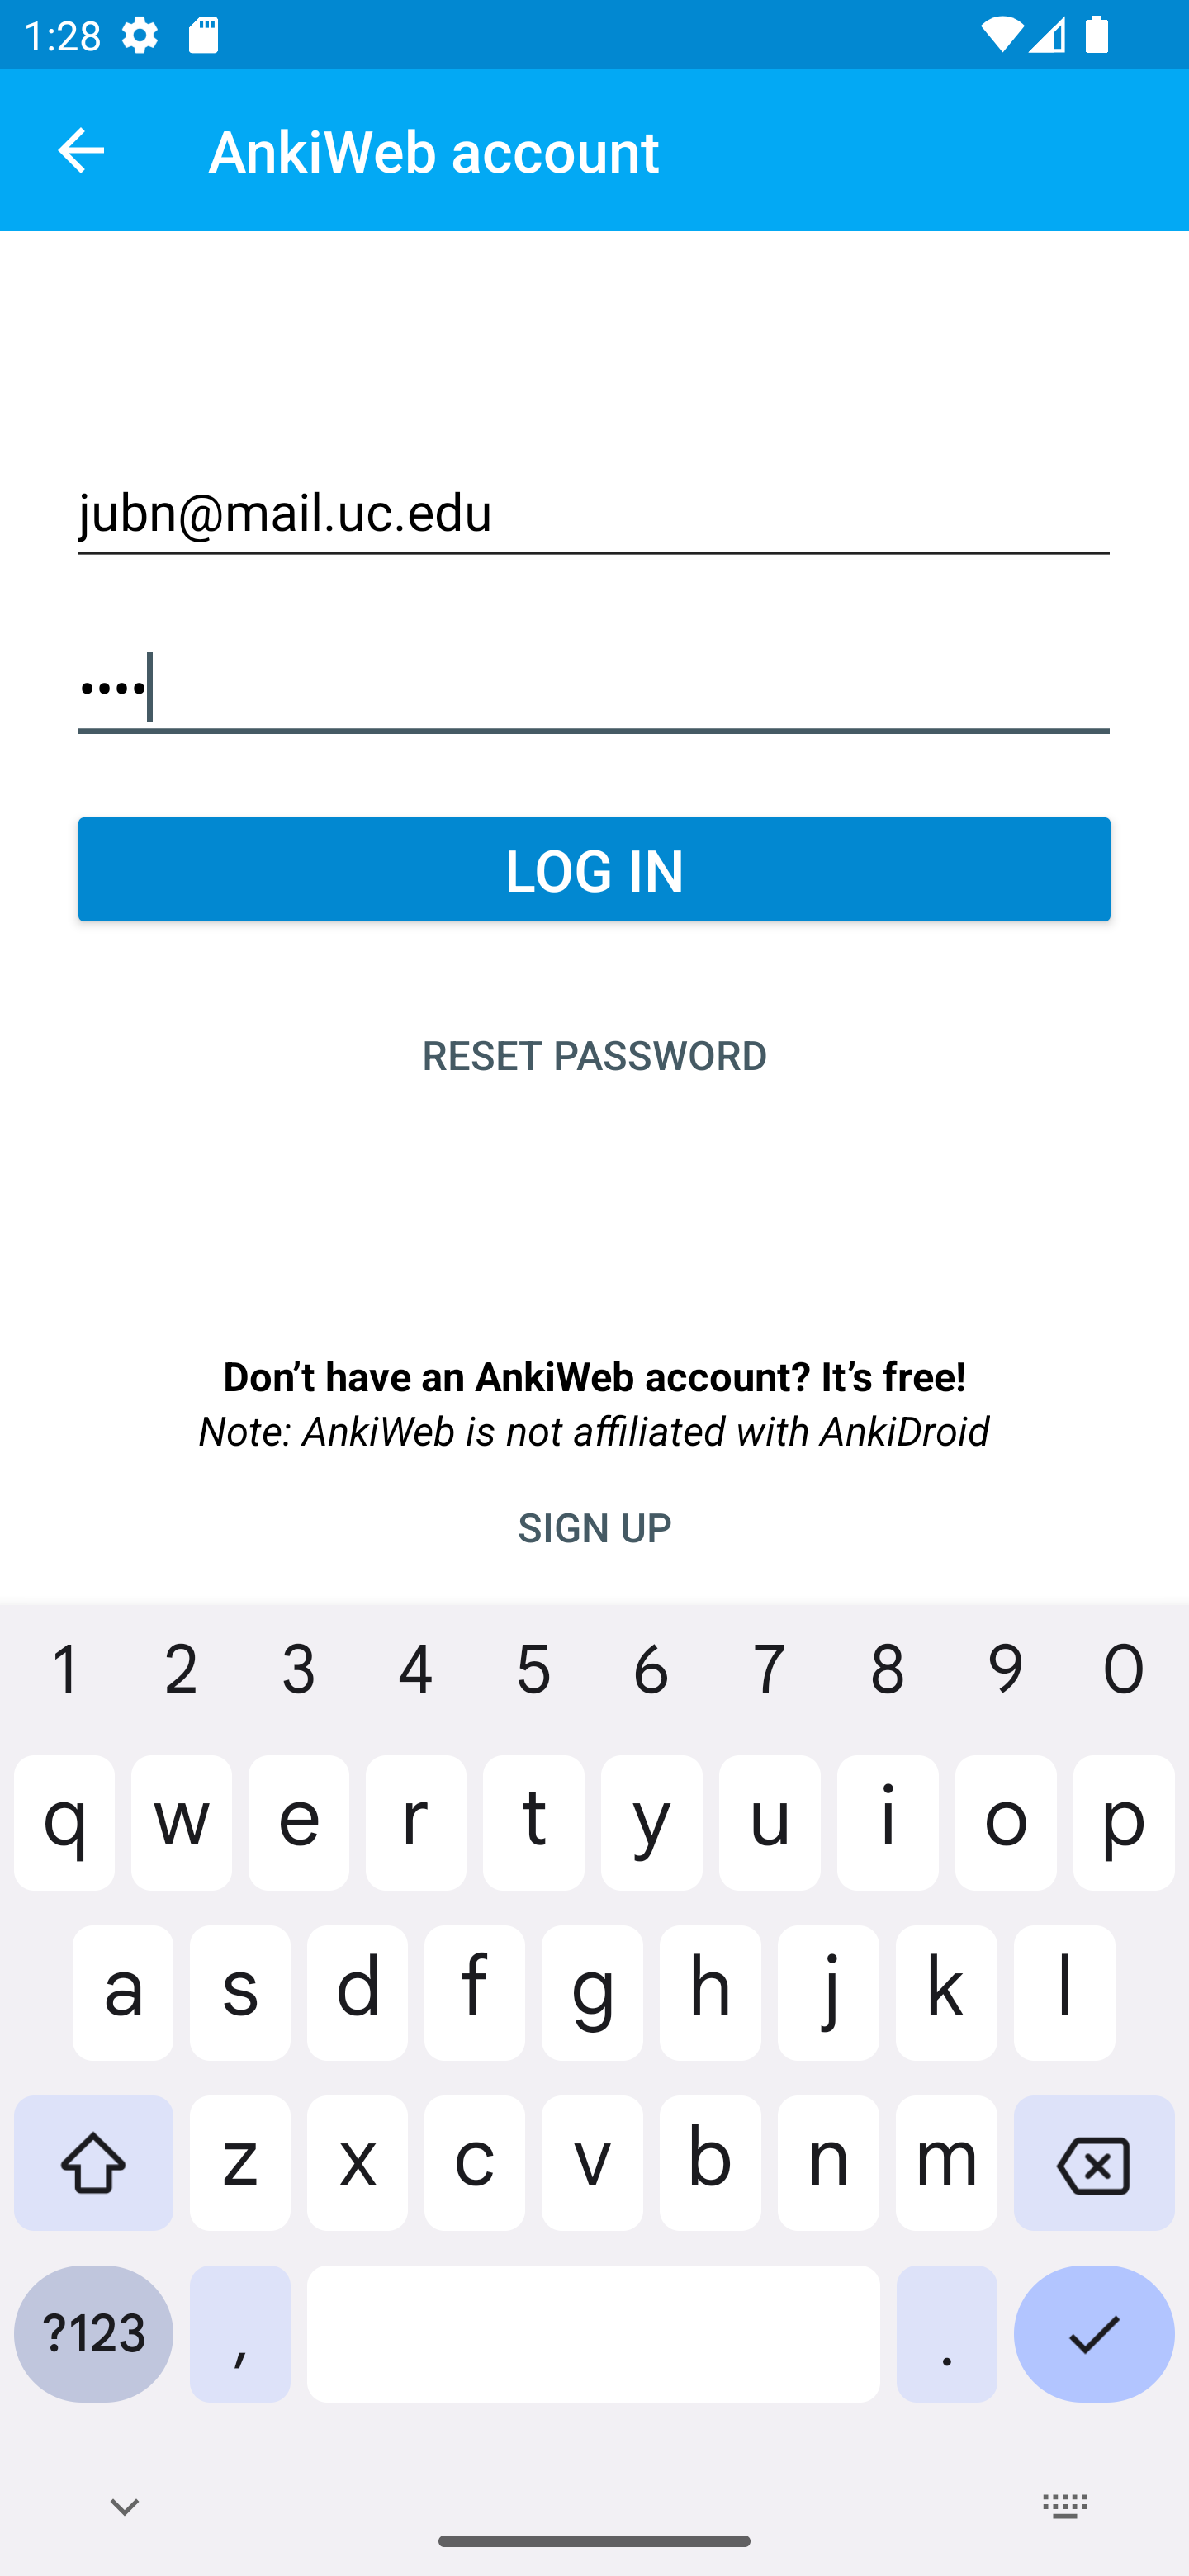 1:28
AnkiWeb account
jubn@mail.uc.edu
••••
LOG IN
RESET PASSWORD
Don’t have an AnkiWeb account? It’s free!
Note: AnkiWeb is not affiliated with AnkiDroid
SIGN UP
1 2 3 4 5 6 7 8 9 0
q w e r t y u i o p
a s d f g h j k l
z x c v b n m
?123 , .